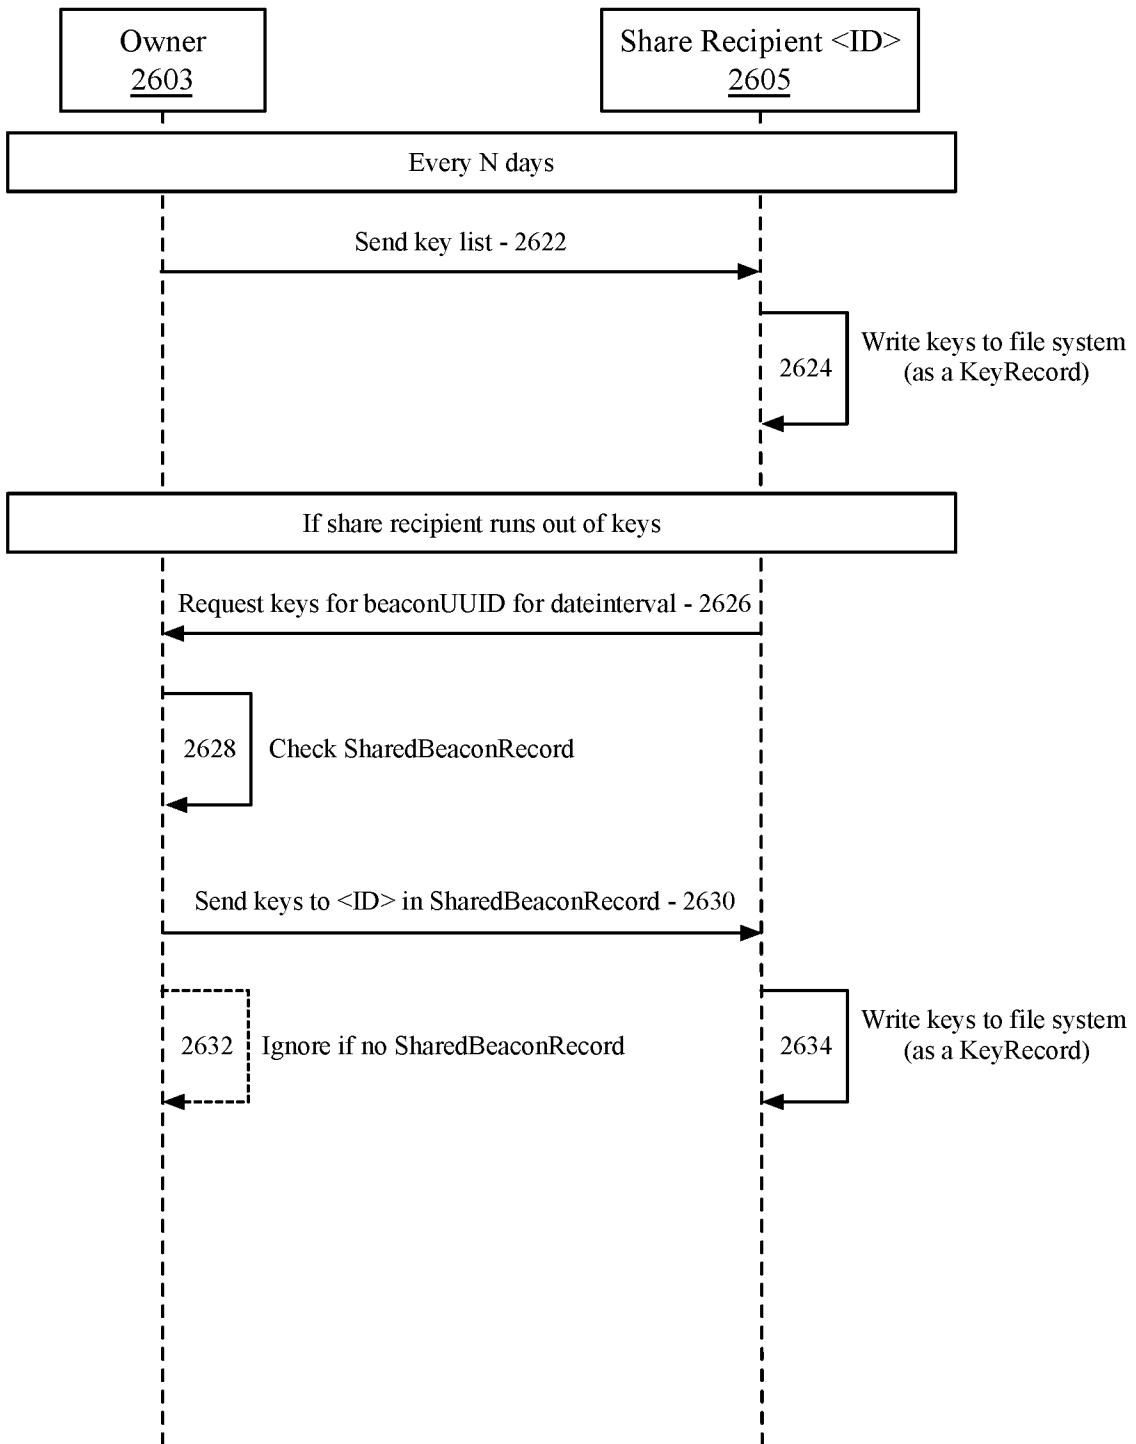 Owner
2603
Share Recipient <ID>
2605
Every N days
Send key list - 2622
2624
Write keys to file system
(as a KeyRecord)
If share recipient runs out of keys
Request keys for beaconUUID for dateinterval - 2626
2628
Check SharedBeaconRecord
Send keys to <ID> in SharedBeaconRecord - 2630
2632
Ignore if no SharedBeaconRecord
2634
Write keys to file system
(as a KeyRecord)